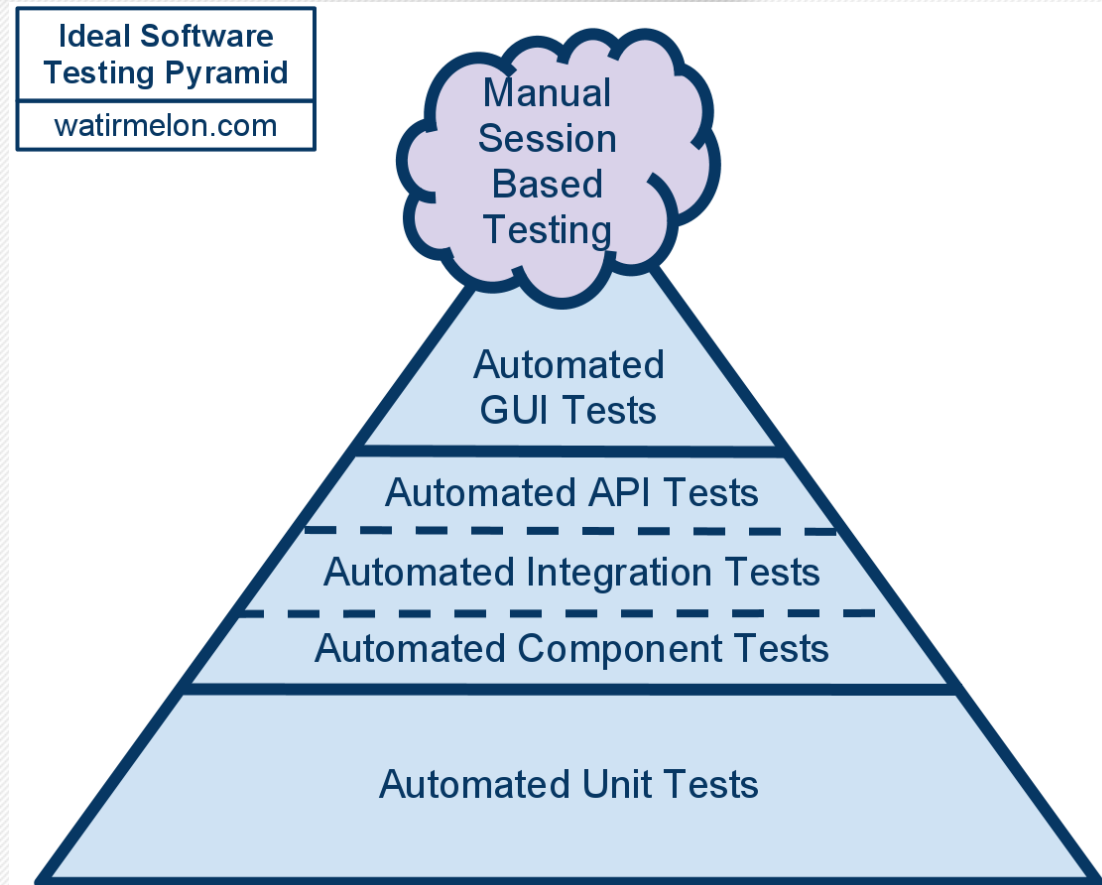 Ideal Software
Testing Pyramid
watirmelon.com
Manual
Session
Based
Testing
Automated
GUI Tests
Automated API Tests
Automated Integration Tests
Automated Component Tests
Automated Unit Tests